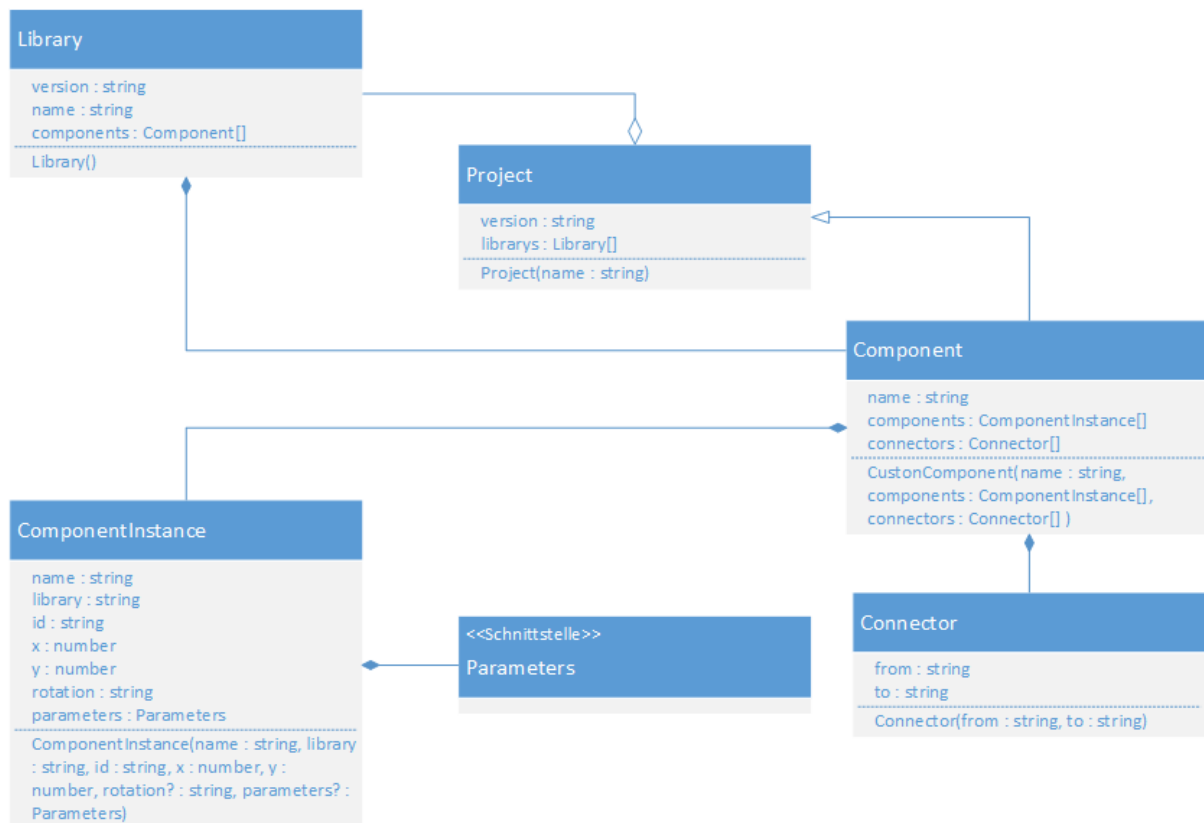 Library
version : string
name : string
components : Component[]
Library()
Project
version : string
librarys : Library[]
Project(name : string)
Component
name : string
components : ComponentInstance[]
connectors : Connector[]
CustonComponent(name : string,
components : ComponentInstance[],
connectors : Connector[] )
ComponentInstance
name : string
library : string
id : string
x : number
y : number
rotation : string
parameters : Parameters
ComponentInstance(name : string, library
: string, id : string, x : number, y :
number, rotation? : string, parameters? :
Parameters)
<<Schnittstelle>>
Parameters
Connector
from : string
to : string
Connector(from : string, to : string)